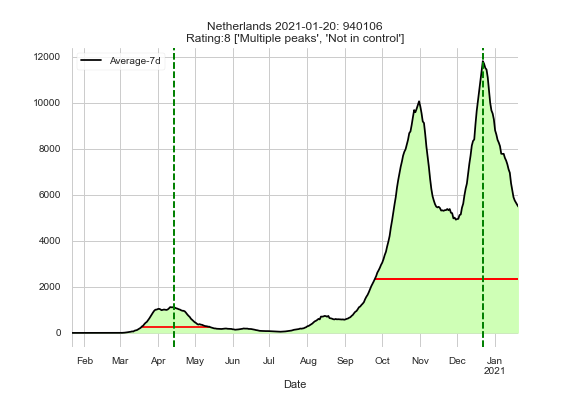 Netherlands 2021-01-20: 940106
Rating:8 ['Multiple peaks', 'Not in control']
Average-7d
12000
10000
8000
6000
4000
2000
0
Feb Mar Apr May Jun Jul Aug Sep Oct Nov Dec Jan
2021
Date